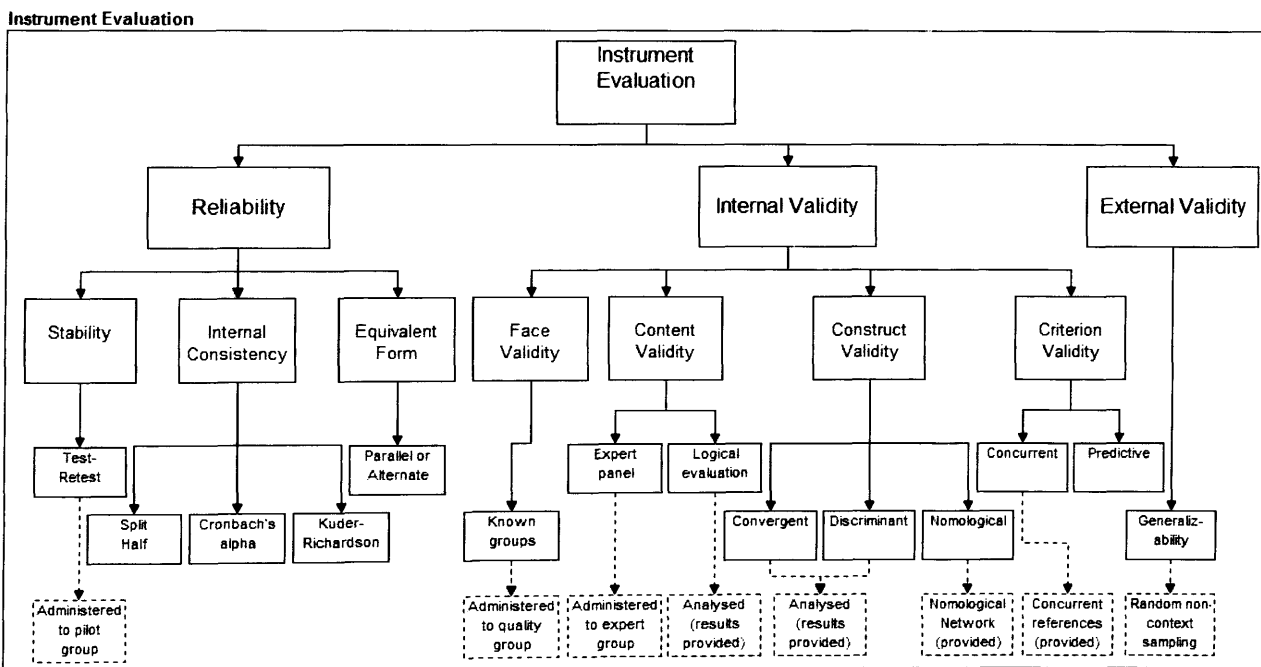 Instrument Evaluation
Instrument
Evaluation
Reliability
Internal Validity
External Validity
Stability
Internal
Consistency
Equivalent
Form
Face
Validity
Content
Validity
Construct
Validity
Criterion
Validity
Test-
Retest
Parallel or
Alternate
Expert
panel
Logical
evaluation
Concurrent
Predictive
Split
Half
Cronbach's
alpha
Kuder-
Richardson
Known
groups
Convergent
Discriminant
Nomological
Generaliz-
ability
Administered
to pilot
group
Administered
to quality
group
Administered
to expert
group
Analysed
(results
provided)
Analysed
(results
provided)
Nomological
Network
(provided)
Concurrent
references
(provided)
Random non-
context
sampling